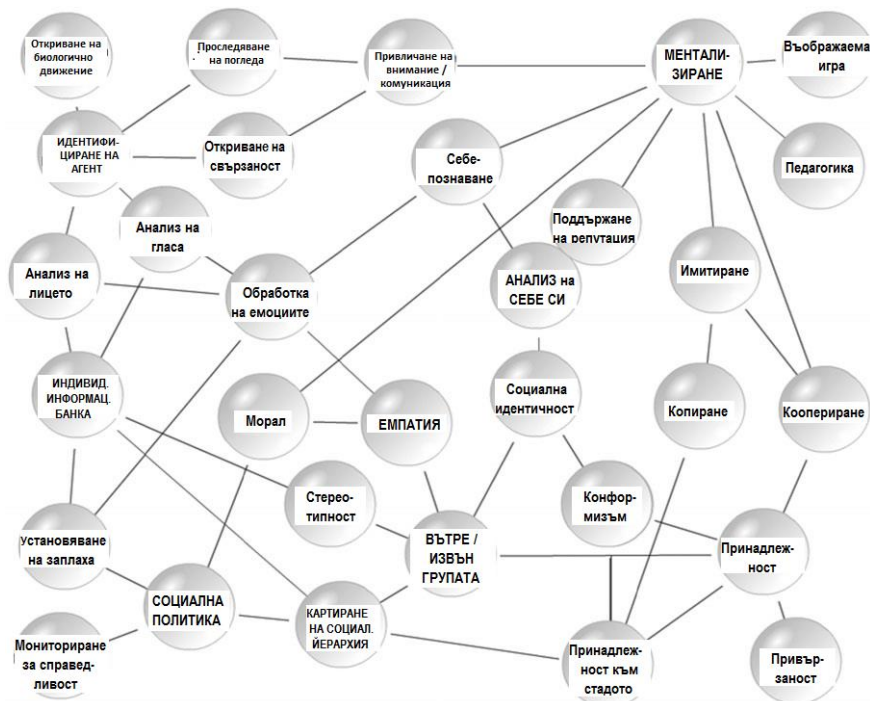 Откриване на
биологично
движение
Проследяване
на погледа
Привличане на
внимание /
комуникация
МЕНТАЛИ-
ЗИРАНЕ
Въображаема
игра
ИДЕНТИФИ-
ЦИРАНЕ НА
АГЕНТ
Откриване на
свързаност
Себе-
познаване
Педагогика
Анализ на
гласа
Поддържане
на репутация
Анализ на
лицето
Обработка
на емоциите
АНАЛИЗ на
СЕБЕ СИ
Имитиране
ИНДИВИД.
ИНФОРМАЦ.
БАНКА
Морал
ЕМПАТИЯ
Социална
идентичност
Копиране
Коопериране
Стерео-
типност
Конфор-
мизъм
Установяване
на заплаха
ВЪТРЕ /
ИЗВЪН
ГРУПАТА
Принадлеж-
ност
СОЦИАЛНА
ПОЛИТИКА
КАРТИРАНЕ
НА СОЦИАЛ.
ЙЕРАРХИЯ
Мониториране
за справед-
ливост
Принадлеж-
ност към
стадото
Привър-
заност